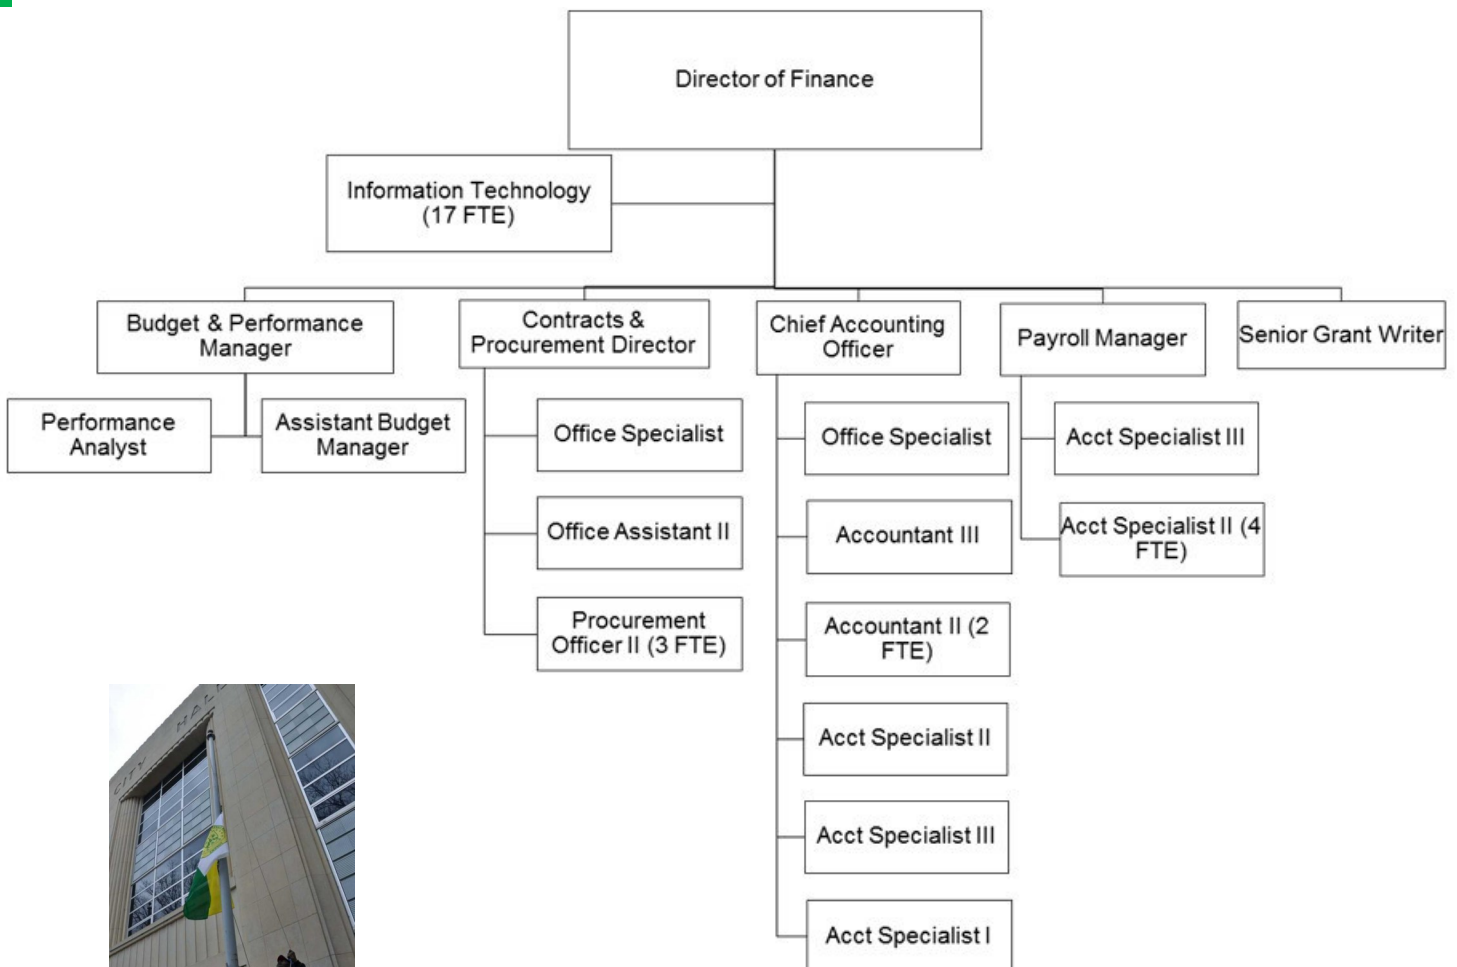 Director of Finance
Information Technology
(17 FTE)
Budget & Performance
Manager
Contracts &
Procurement Director
Chief Accounting
Officer
Payroll Manager
Senior Grant Writer
Performance
Analyst
Assistant Budget
Manager
Office Specialist
Office Assistant II
Procurement
Officer II (3 FTE)
Office Specialist
Accountant III
Accountant II (2
FTE)
Acct Specialist II
Acct Specialist III
Acct Specialist I
Acct Specialist III
Acct Specialist II (4
FTE)
CITY HALL